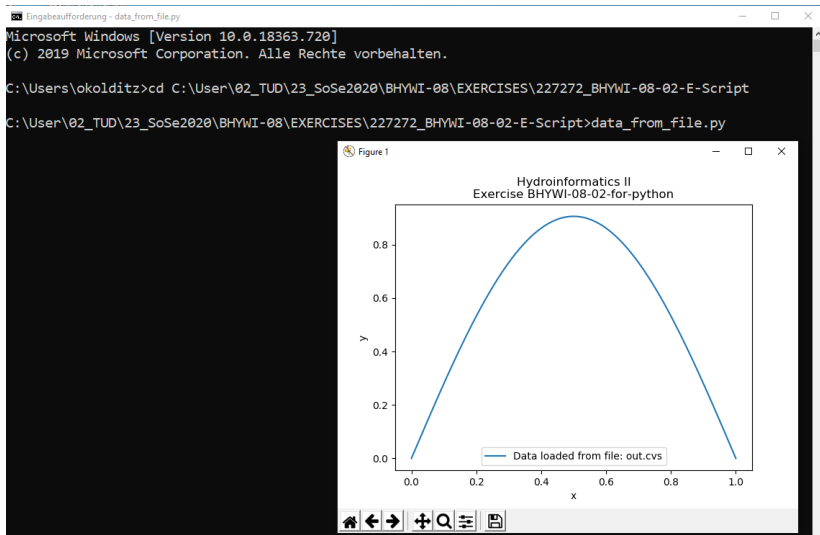 Eingabeaufforderung - data_from_file.py
Microsoft Windows [Version 10.0.18363.720]
(c) 2019 Microsoft Corporation. Alle Rechte vorbehalten.
C:\Users\okolditz>cd C:\User\02_TUD\23_SoSe2020\BHYWI-08\EXERCISES\227272_BHYWI-08-02-E-Script
C:\User\02_TUD\23_SoSe2020\BHYWI-08\EXERCISES\227272_BHYWI-08-02-E-Script>data_from_file.py
Figure 1
Hydroinformatics II
Exercise BHYWI-08-02-for-python
0.8
0.6
y
0.4
0.2
0.0
Data loaded from file: out.cvs
0.0 0.2 0.4 0.6 0.8 1.0
x